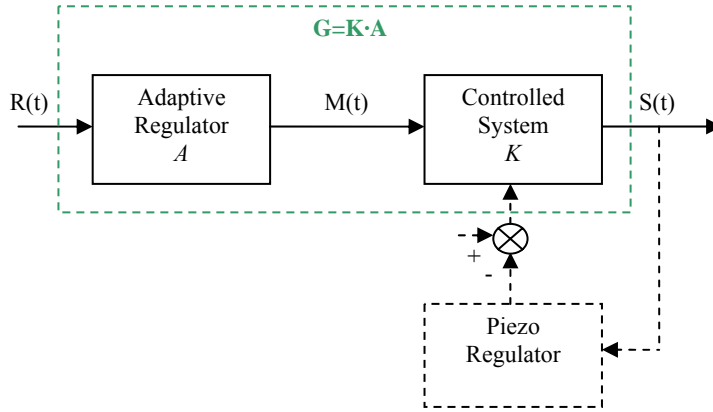 G=K·A
R(t)
Adaptive
Regulator
A
M(t)
Controlled
System
K
S(t)
+
-
Piezo
Regulator